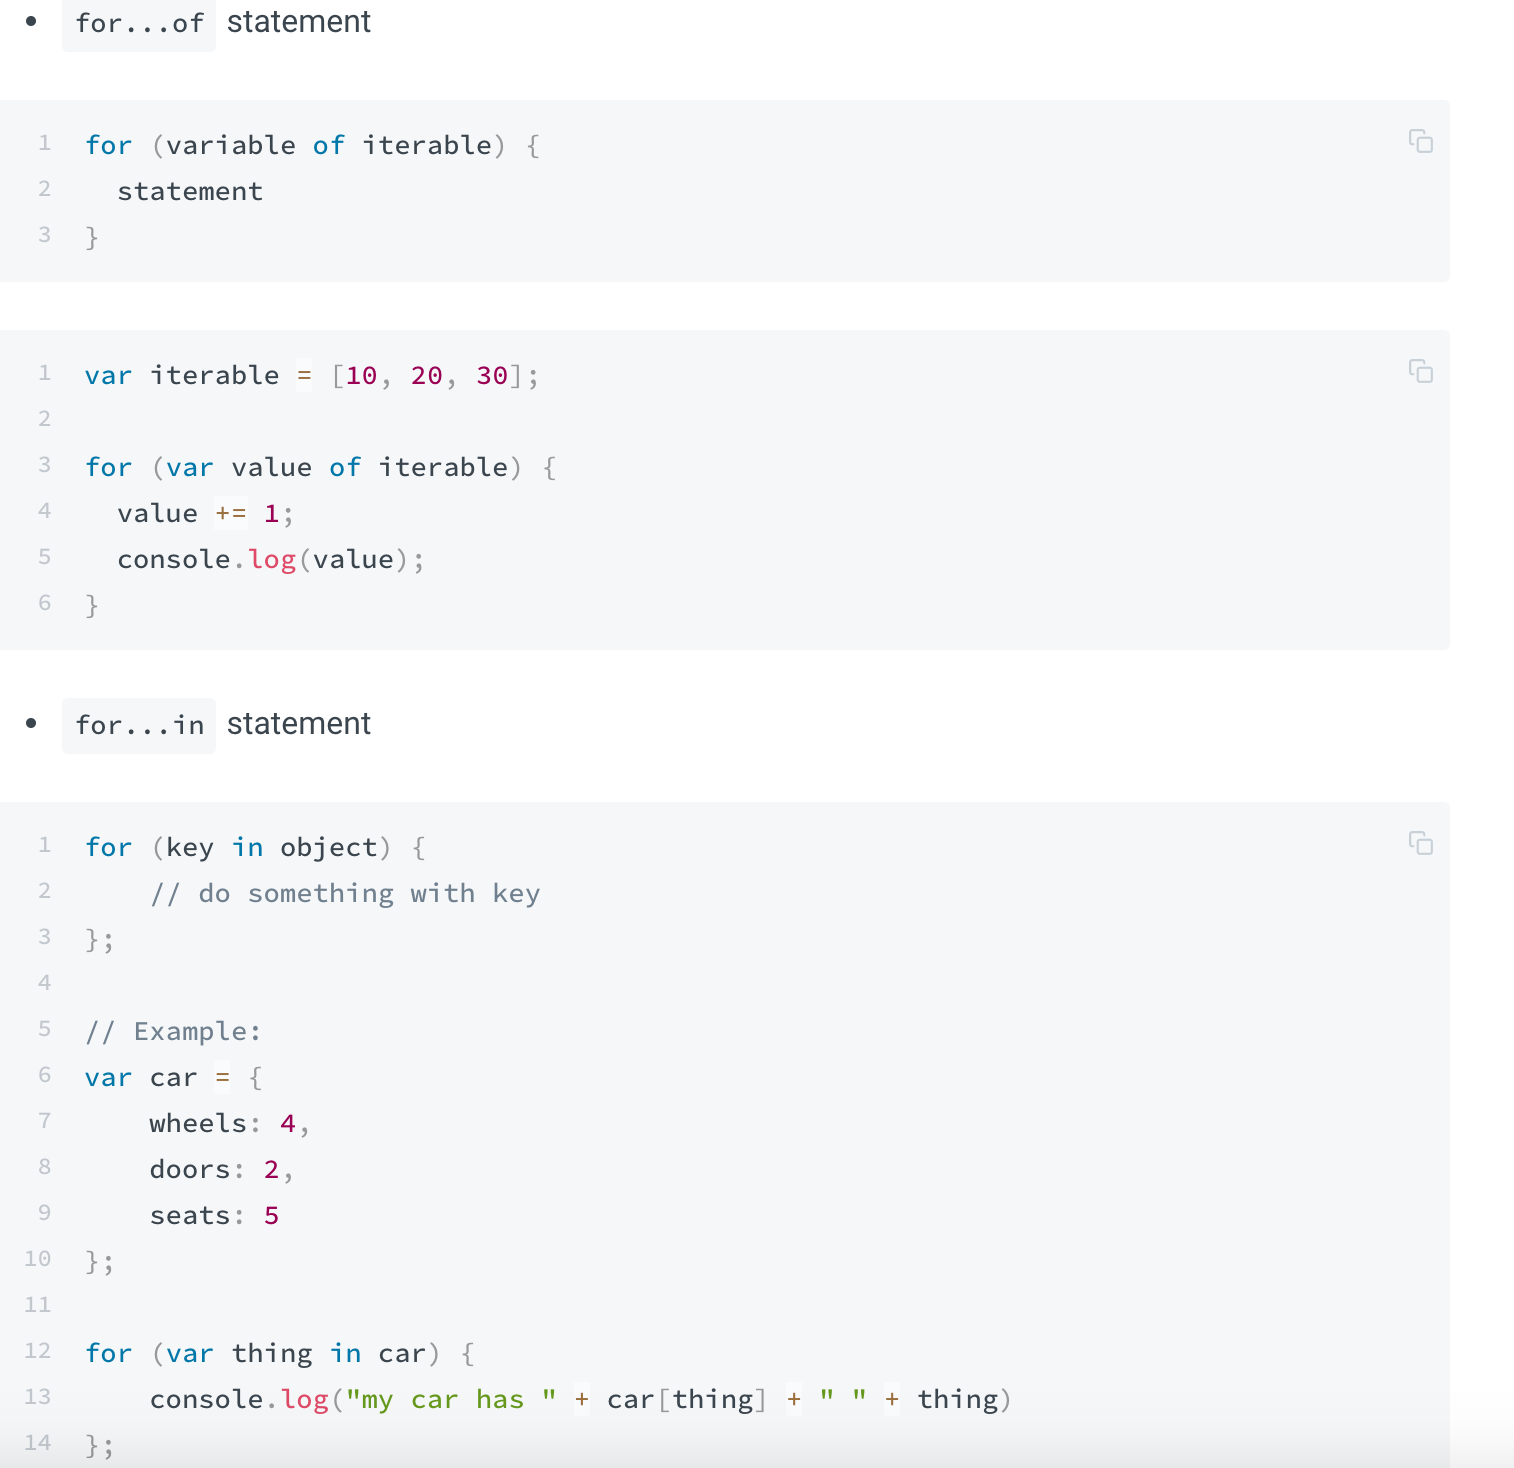 • for...of statement
1 for (variable of iterable) {
2   statement
3 }
1 var iterable = [10, 20, 30];
2
3 for (var value of iterable) {
4   value += 1;
5   console.log(value);
6 }
• for...in statement
1 for (key in object) {
2     // do something with key
3 };
4
5 // Example:
6 var car = {
7     wheels: 4,
8     doors: 2,
9     seats: 5
10 };
11
12 for (var thing in car) {
13     console.log("my car has " + car[thing] + " " + thing)
14 };